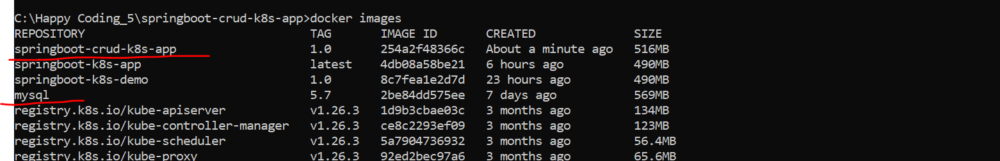 C:\Happy Coding_5\springboot-crud-k8s-app>docker images
REPOSITORY TAG IMAGE ID CREATED SIZE
springboot-crud-k8s-app 1.0 254a2f48366c About a minute ago 516MB
springboot-k8s-app latest 4db08a58be21 6 hours ago 490MB
springboot-k8s-demo 1.0 8c7fea1e2d7d 23 hours ago 490MB
mysql 5.7 2be84dd575ee 7 days ago 569MB
registry.k8s.io/kube-apiserver v1.26.3 1d9b3cbae03c 3 months ago 134MB
registry.k8s.io/kube-controller-manager v1.26.3 ce8c2293ef09 3 months ago 123MB
registry.k8s.io/kube-scheduler v1.26.3 5a7904736932 3 months ago 56.4MB
registry.k8s.io/kube-proxy v1.26.3 92ed2bec97a6 3 months ago 65.6MB